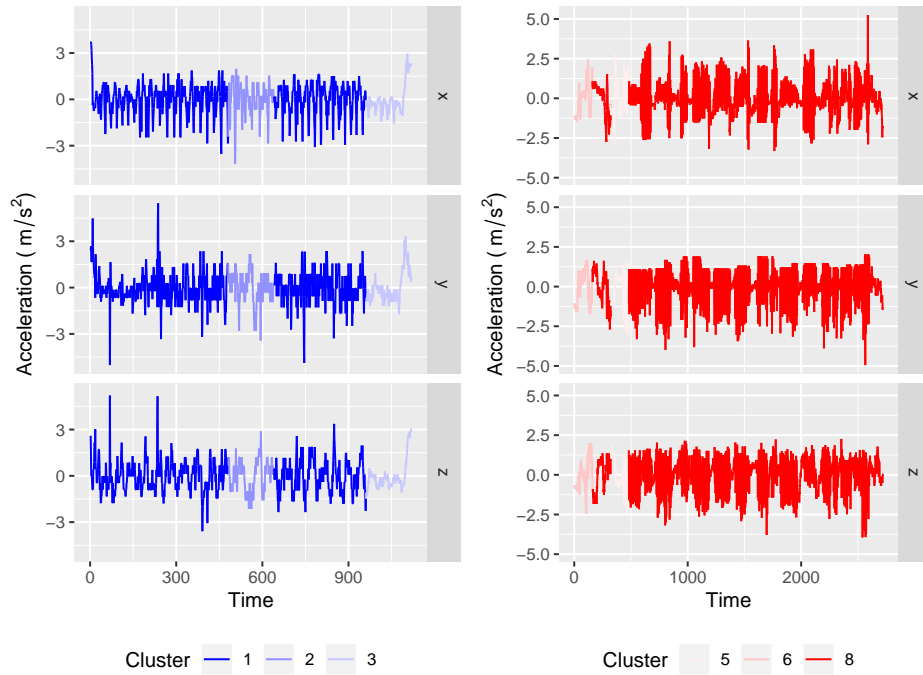 3
0
−3
x
3
0
−3
y
3
0
−3
z
0 300 600 900
Time
Acceleration ( m/s²)
Cluster 1 2 3
5.0
2.5
0.0
−2.5
−5.0
x
5.0
2.5
0.0
−2.5
−5.0
y
5.0
2.5
0.0
−2.5
−5.0
z
0 1000 2000
Time
Acceleration ( m/s²)
Cluster 5 6 8